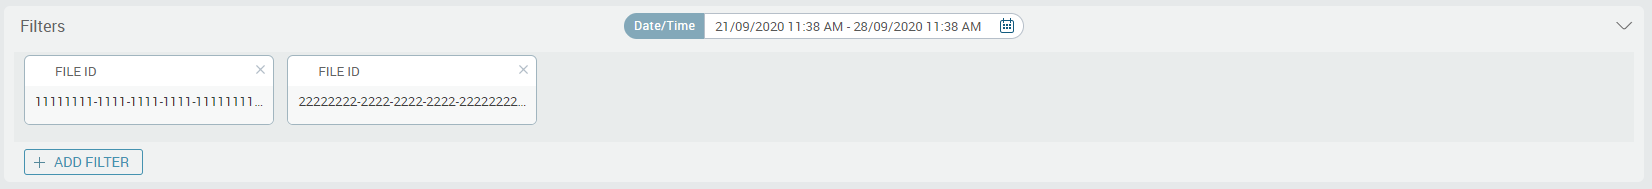 Filters
Date/Time 21/09/2020 11:38 AM - 28/09/2020 11:38 AM
FILE ID
11111111-1111-1111-1111-11111111...
FILE ID
22222222-2222-2222-2222-22222222...
ADD FILTER